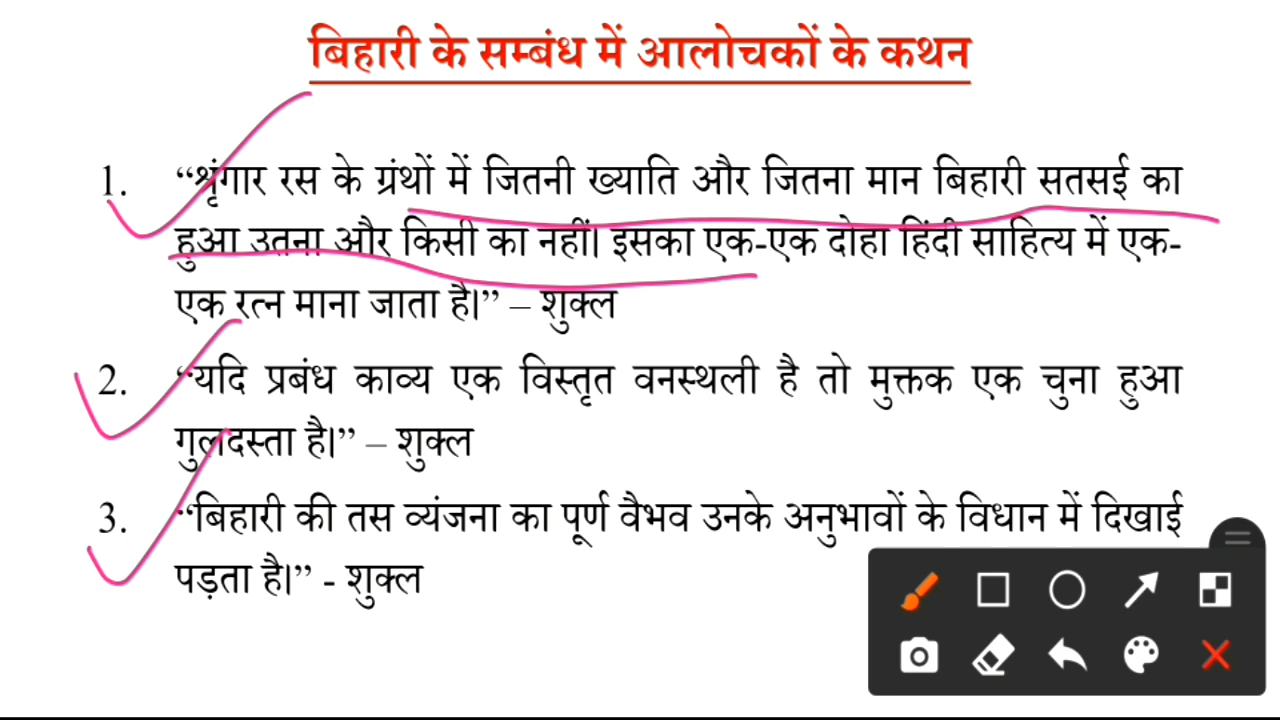 बिहारी के सम्बंध में आलोचकों के कथन
1. “श्रृंगार रस के ग्रंथों में जितनी ख्याति और जितना मान बिहारी सतसई का
हुआ उतना और किसी का नहीं। इसका एक-एक दोहा हिंदी साहित्य में एक-
एक रत्न माना जाता है।” – शुक्ल
2. “यदि प्रबंध काव्य एक विस्तृत वनस्थली है तो मुक्तक एक चुना हुआ
गुलदस्ता है।” – शुक्ल
3. “बिहारी की तस व्यंजना का पूर्ण वैभव उनके अनुभावों के विधान में दिखाई
पड़ता है।” - शुक्ल